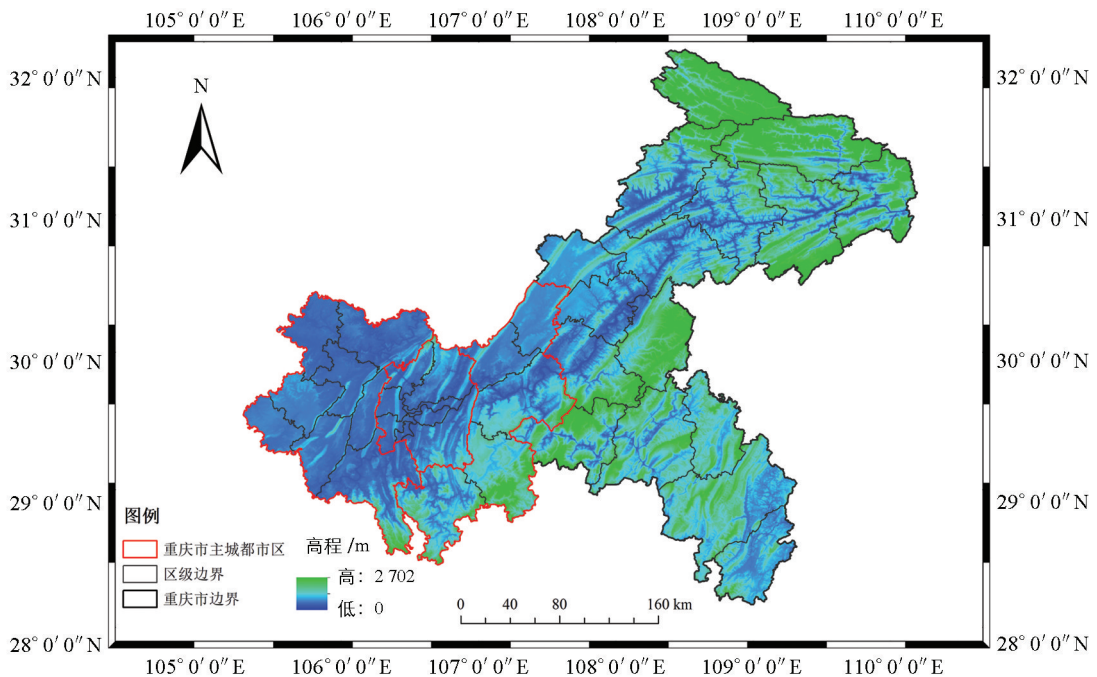 105° 0′ 0″E 106° 0′ 0″E 107° 0′ 0″E 108° 0′ 0″E 109° 0′ 0″E 110° 0′ 0″E
32° 0′ 0″N 32° 0′ 0″N
N
31° 0′ 0″N 31° 0′ 0″N
30° 0′ 0″N 30° 0′ 0″N
29° 0′ 0″N 29° 0′ 0″N
图例
重庆市主城都市区
区级边界
重庆市边界
高程 /m
高：2 702
低：0
0 40 80 160 km
28° 0′ 0″N 28° 0′ 0″N
105° 0′ 0″E 106° 0′ 0″E 107° 0′ 0″E 108° 0′ 0″E 109° 0′ 0″E 110° 0′ 0″E